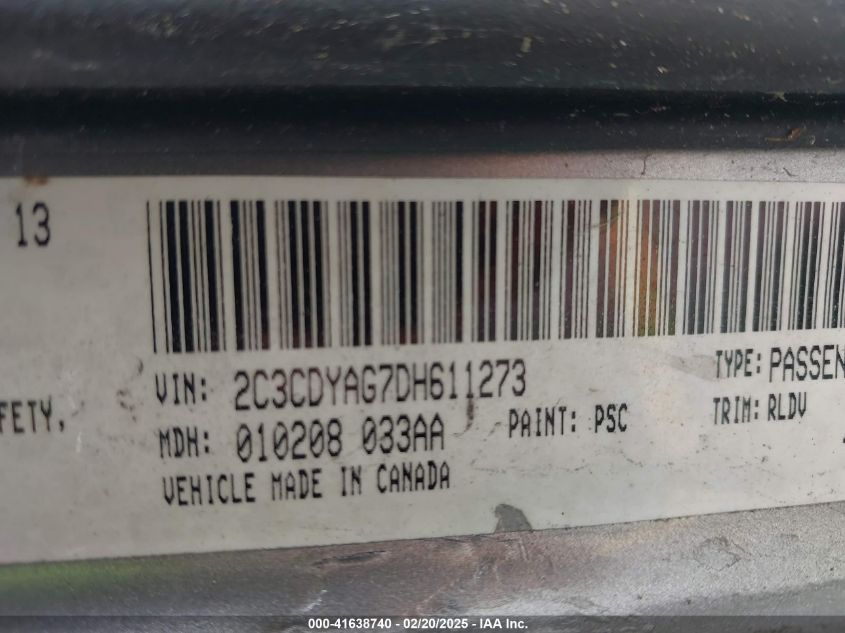 13
FETY,
VIN: 2C3CDYAG7DH611273
TYPE: PASSEN
MDH: 010208 033AA
PAINT: PSC
TRIM: RLDV
VEHICLE MADE IN CANADA
000-41638740 — 02/20/2025 — IAA Inc.